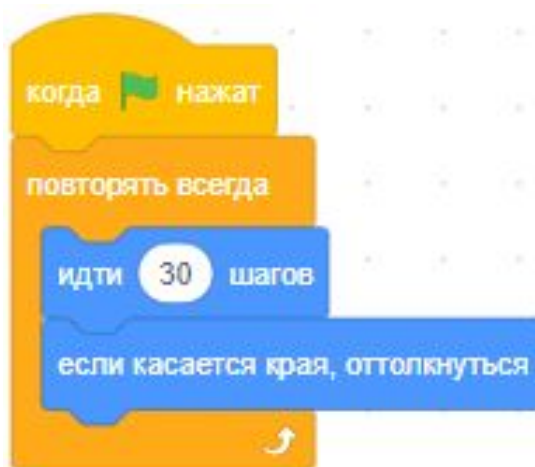 когда нажат
повторять всегда
идти 30 шагов
если касается края, оттолкнуться